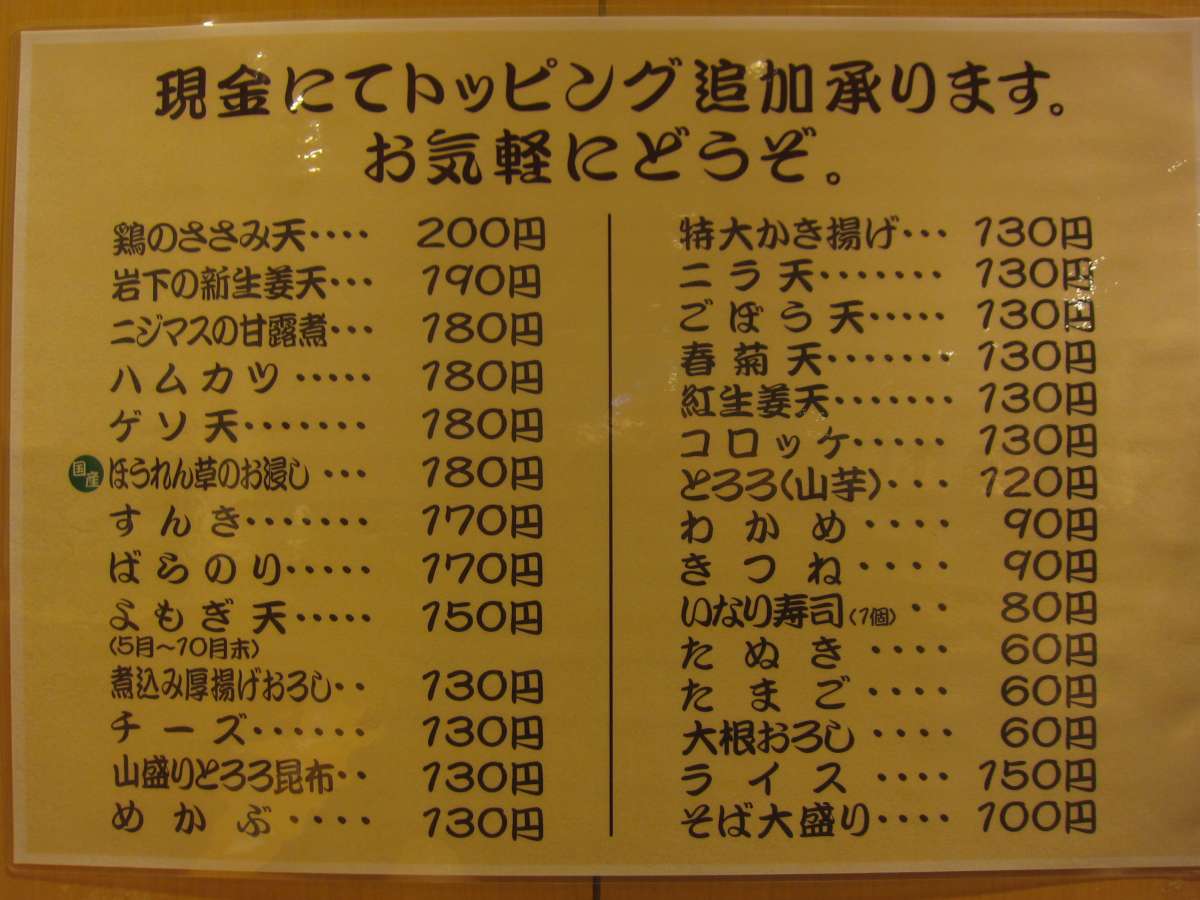 現金にてトッピング追加承ります。
お気軽にどうぞ。
鶏のささみ天‥‥ 200円
岩下の新生姜天‥・ 190円
ニジマスの甘露煮‥・ 180円
ハムカツ ‥‥・ 180円
ゲソ天‥‥‥・ 180円
国産 ほうれん草のお浸し ‥・ 180円
すんき‥‥‥・ 170円
ばらのり‥‥・ 170円
よもぎ天‥‥・ 150円
(5月〜10月末)
煮込み厚揚げおろし‥ 130円
チーズ‥‥‥ 130円
山盛りとろろ昆布‥ 130円
めかぶ‥‥ 130円
特大かき揚げ‥・ 130円
ニラ天‥‥‥・ 130円
ごぼう天‥‥・ 130円
春菊天‥‥‥・ 130円
紅生姜天‥‥‥・ 130円
コロッケ‥‥・ 130円
とろろ(山芋)‥・ 120円
わかめ‥‥ 90円
きつね‥‥ 90円
いなり寿司(1個)‥ 80円
たぬき‥‥ 60円
たまご‥‥ 60円
大根おろし‥‥ 60円
ライス‥‥ 150円
そば大盛り‥‥ 100円